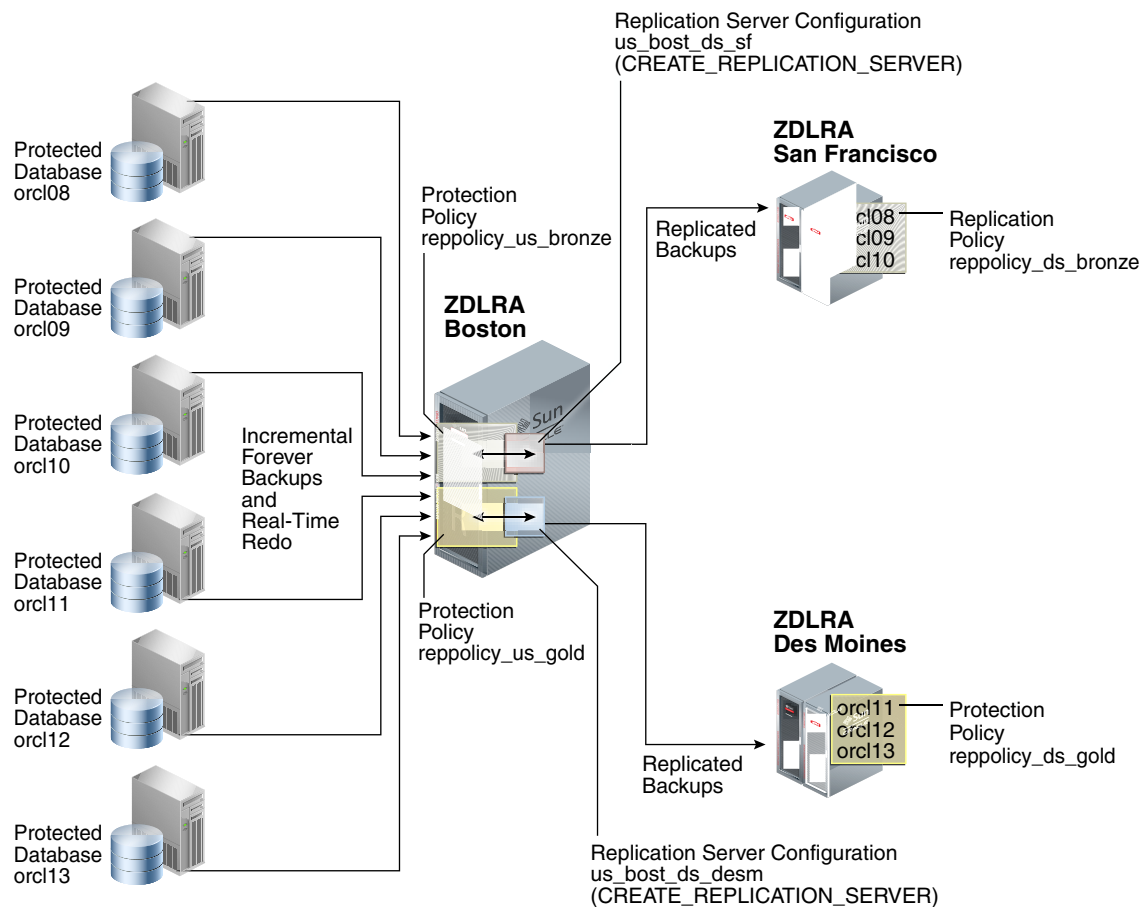 Replication Server Configuration
us_bost_ds_sf
(CREATE_REPLICATION_SERVER)
Protected
Database
orcl08
Protected
Database
orcl09
Protected
Database
orcl10
Protected
Database
orcl11
Protected
Database
orcl12
Protected
Database
orcl13
Incremental
Forever
Backups
and
Real-Time
Redo
Protection
Policy
reppolicy_us_bronze
ZDLRA
Boston
Sun
Protection
Policy
reppolicy_us_gold
Replicated
Backups
ZDLRA
San Francisco
cl08
cl09
cl10
Replication
Policy
reppolicy_ds_bronze
Replicated
Backups
ZDLRA
Des Moines
orcl11
orcl12
orcl13
Protection
Policy
reppolicy_ds_gold
Replication Server Configuration
us_bost_ds_desm
(CREATE_REPLICATION_SERVER)